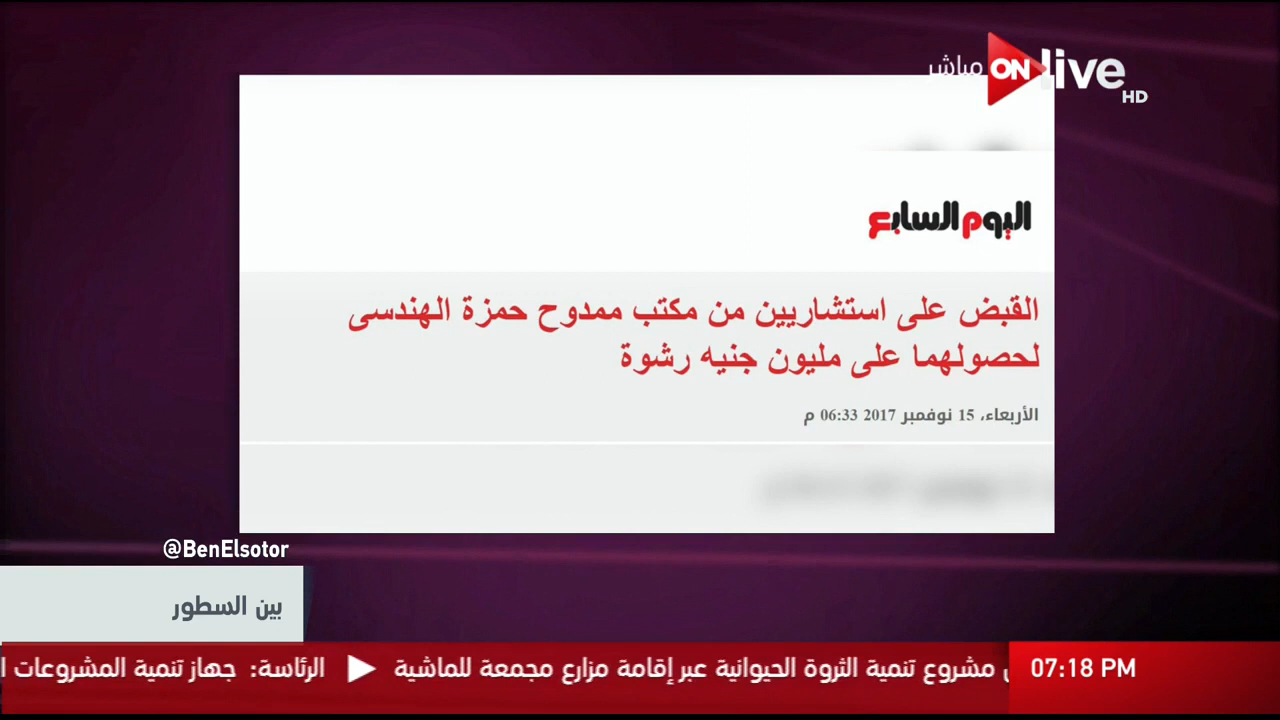 مباشر ON live
HD
اليوم السابع
القبض على استشاريين من مكتب ممدوح حمزة الهندسى
لحصولهما على مليون جنيه رشوة
الأربعاء، 15 نوفمبر 2017 06:33 م
@BenElsotor
بين السطور
مشروع تنمية الثروة الحيوانية عبر إقامة مزارع مجمعة للماشية
الرئاسة: جهاز تنمية المشروعات
07:18 PM